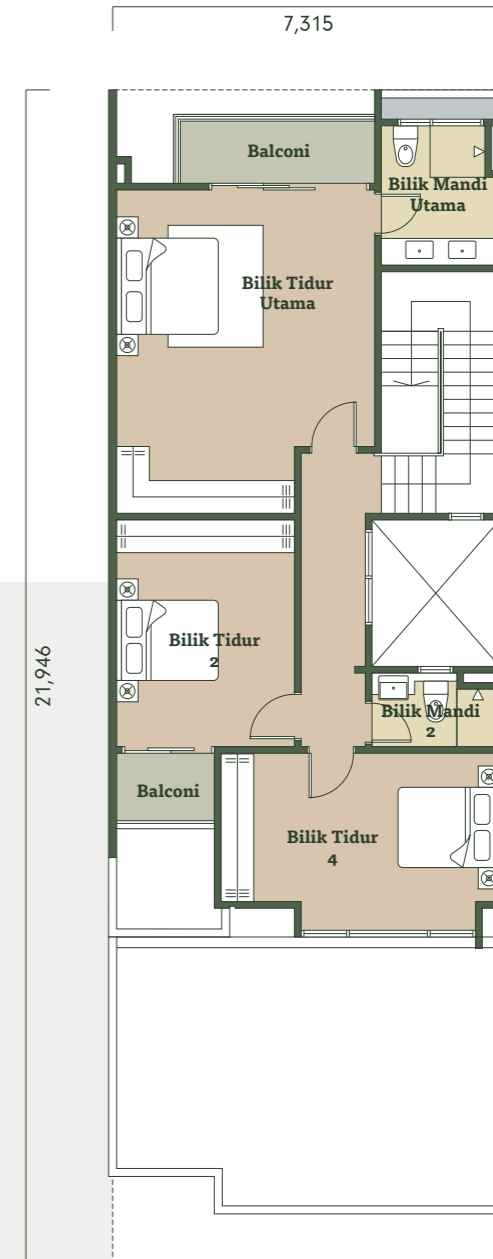 7,315
Balconi
Bilik Mandi
Utama
Bilik Tidur
Utama
21,946
Bilik Tidur
2
Bilik Mandi
2
Balconi
Bilik Tidur
4